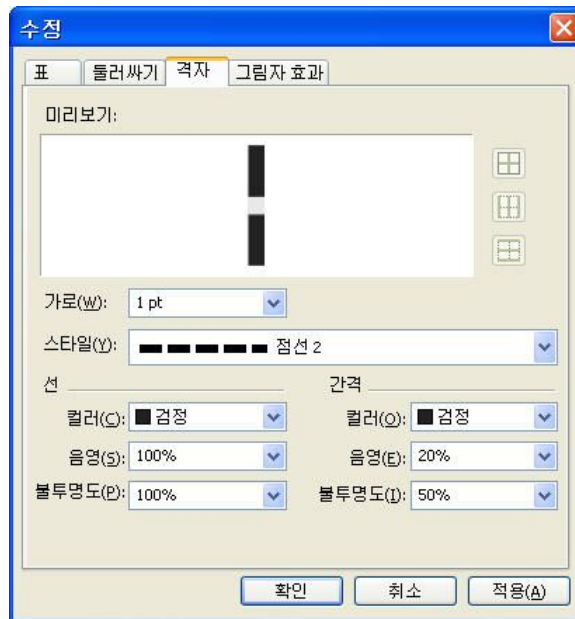 수정
표 둘러싸기 격자 그림자 효과
미리보기:
가로(W): 1 pt
스타일(Y): 점선 2
선 간격
컬러(C): 검정 컬러(O): 검정
음영(S): 100% 음영(E): 20%
불투명도(P): 100% 불투명도(I): 50%
확인 취소 적용(A)